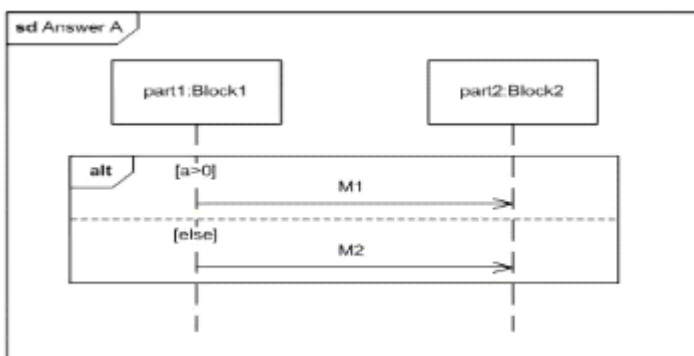 sd Answer A
part1:Block1
part2:Block2
alt
[a>0]
M1
[else]
M2